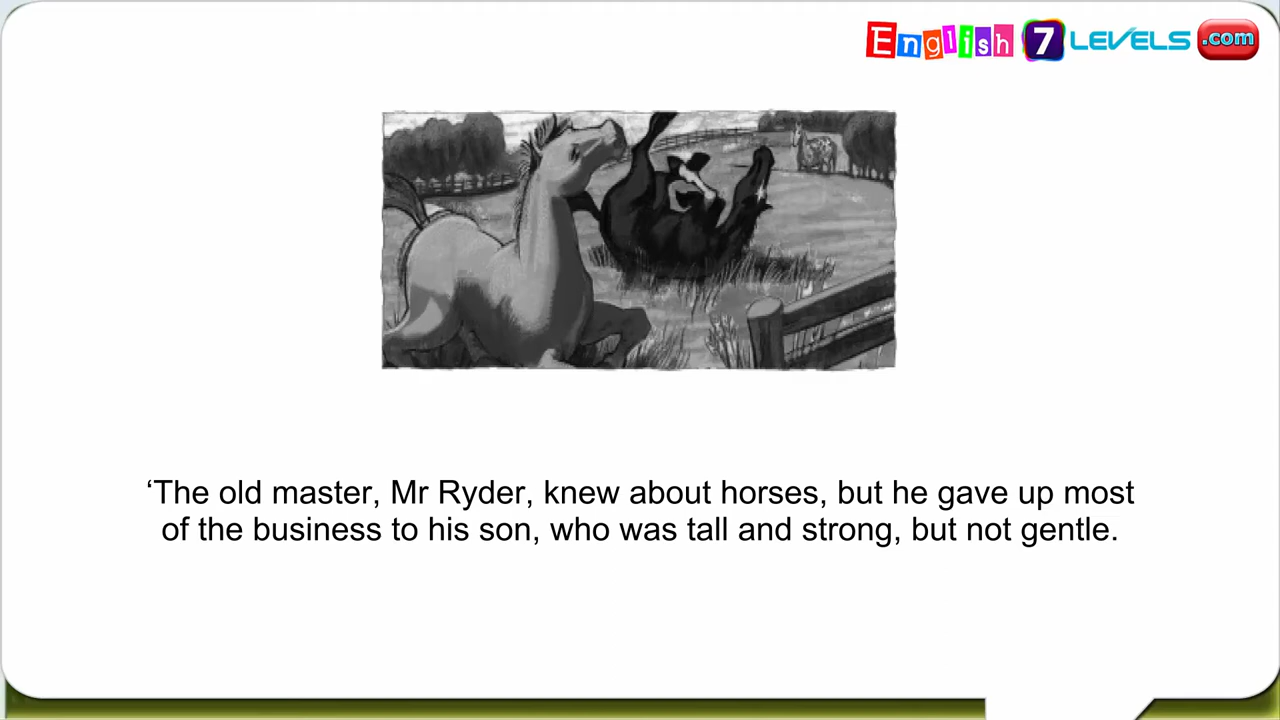 English 7 LEVELS .com
‘The old master, Mr Ryder, knew about horses, but he gave up most
of the business to his son, who was tall and strong, but not gentle.